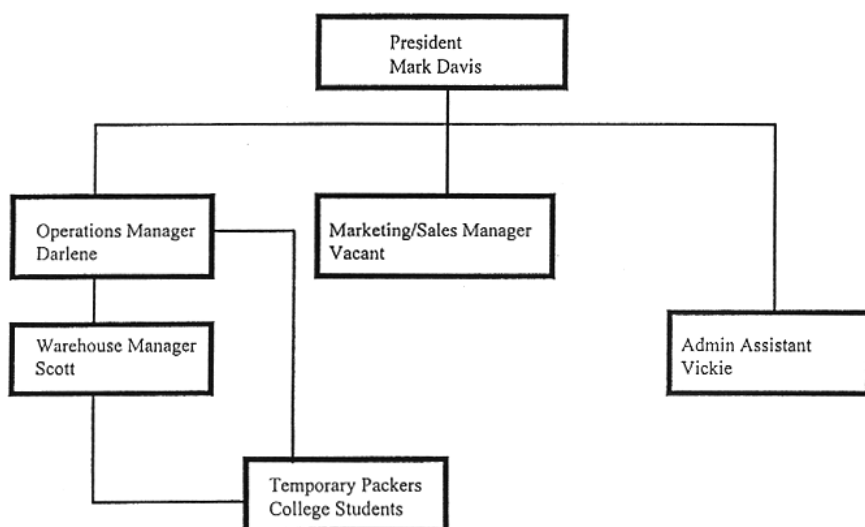 President
Mark Davis
Operations Manager
Darlene
Marketing/Sales Manager
Vacant
Warehouse Manager
Scott
Admin Assistant
Vickie
Temporary Packers
College Students